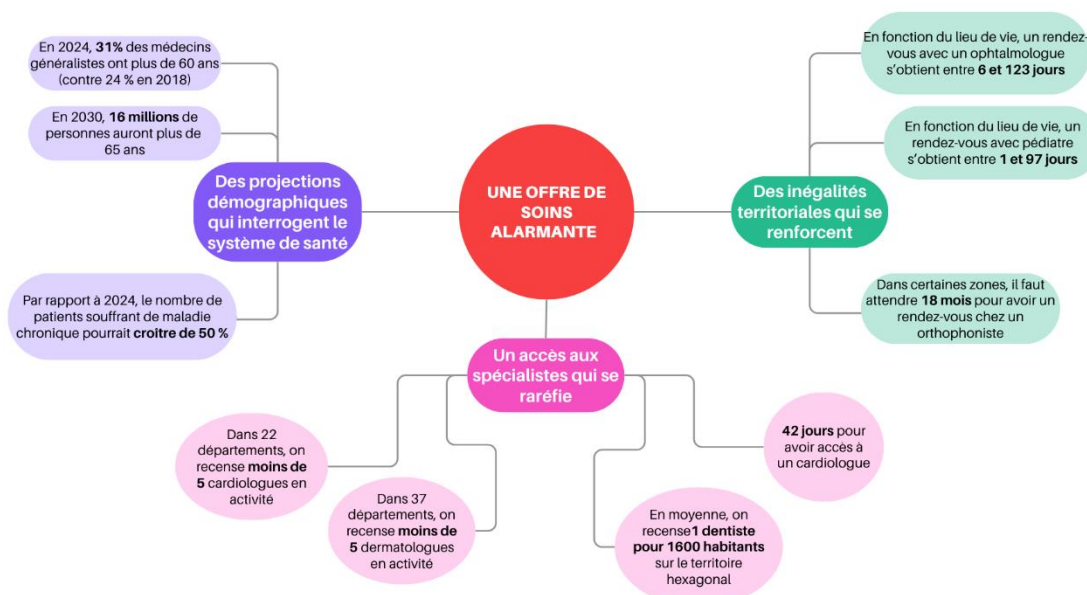 UNE OFFRE DE
SOINS
ALARMANTE
Des projections
démographiques
qui interrogent le
système de santé
En 2024, 31% des médecins
généralistes ont plus de 60 ans
(contre 24 % en 2018)
En 2030, 16 millions de
personnes auront plus de
65 ans
Par rapport à 2024, le nombre de
patients souffrant de maladie
chronique pourrait croître de 50 %
Des inégalités
territoriales qui se
renforcent
En fonction du lieu de vie, un rendez-
vous avec un ophtalmologue
s'obtient entre 6 et 123 jours
En fonction du lieu de vie, un
rendez-vous avec pédiatre
s'obtient entre 1 et 97 jours
Dans certaines zones, il faut
attendre 18 mois pour avoir un
rendez-vous chez un
orthophoniste
Un accès aux
spécialistes qui se
raréfie
Dans 22
départements, on
recense moins de
5 cardiologues en
activité
Dans 37
départements, on
recense moins de
5 dermatologues
en activité
En moyenne, on
recense1 dentiste
pour 1600 habitants
sur le territoire
hexagonal
42 jours pour
avoir accès à
un cardiologue